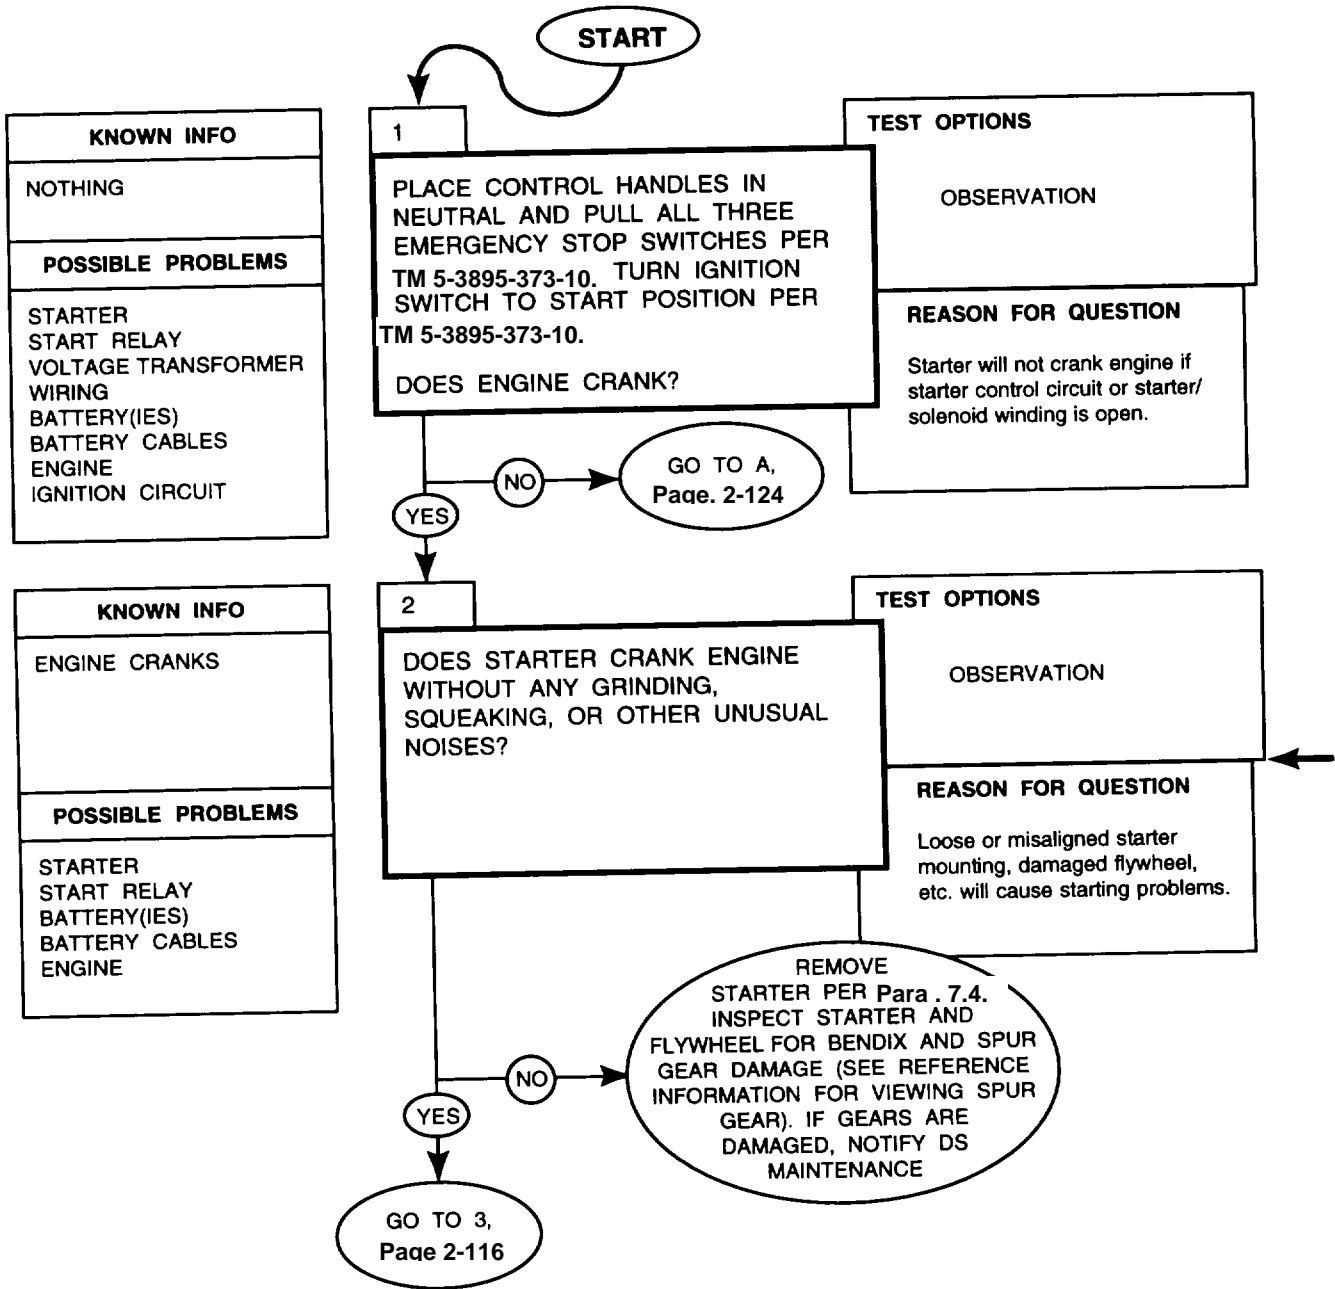 START
KNOWN INFO
NOTHING
POSSIBLE PROBLEMS
STARTER
START RELAY
VOLTAGE TRANSFORMER
WIRING
BATTERY(IES)
BATTERY CABLES
ENGINE
IGNITION CIRCUIT
1
PLACE CONTROL HANDLES IN
NEUTRAL AND PULL ALL THREE
EMERGENCY STOP SWITCHES PER
TM 5-3895-373-10. TURN IGNITION
SWITCH TO START POSITION PER
TM 5-3895-373-10.
DOES ENGINE CRANK?
TEST OPTIONS
OBSERVATION
REASON FOR QUESTION
Starter will not crank engine if
starter control circuit or starter/
solenoid winding is open.
NO
GO TO A,
Page. 2-124
YES
KNOWN INFO
ENGINE CRANKS
POSSIBLE PROBLEMS
STARTER
START RELAY
BATTERY(IES)
BATTERY CABLES
ENGINE
2
DOES STARTER CRANK ENGINE
WITHOUT ANY GRINDING,
SQUEAKING, OR OTHER UNUSUAL
NOISES?
TEST OPTIONS
OBSERVATION
REASON FOR QUESTION
Loose or misaligned starter
mounting, damaged flywheel,
etc. will cause starting problems.
NO
REMOVE
STARTER PER Para . 7.4.
INSPECT STARTER AND
FLYWHEEL FOR BENDIX AND SPUR
GEAR DAMAGE (SEE REFERENCE
INFORMATION FOR VIEWING SPUR
GEAR). IF GEARS ARE
DAMAGED, NOTIFY DS
MAINTENANCE
YES
GO TO 3,
Page 2-116